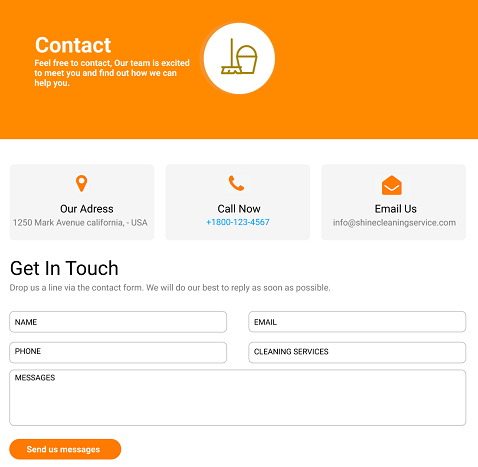 Contact
Feel free to contact, Our team is excited
to meet you and find out how we can
help you.
Our Adress
1250 Mark Avenue california, - USA
Call Now
+1800-123-4567
Email Us
info@shinecleaningservice.com
Get In Touch
Drop us a line via the contact form. We will do our best to reply as soon as possible.
NAME
EMAIL
PHONE
CLEANING SERVICES
MESSAGES
Send us messages